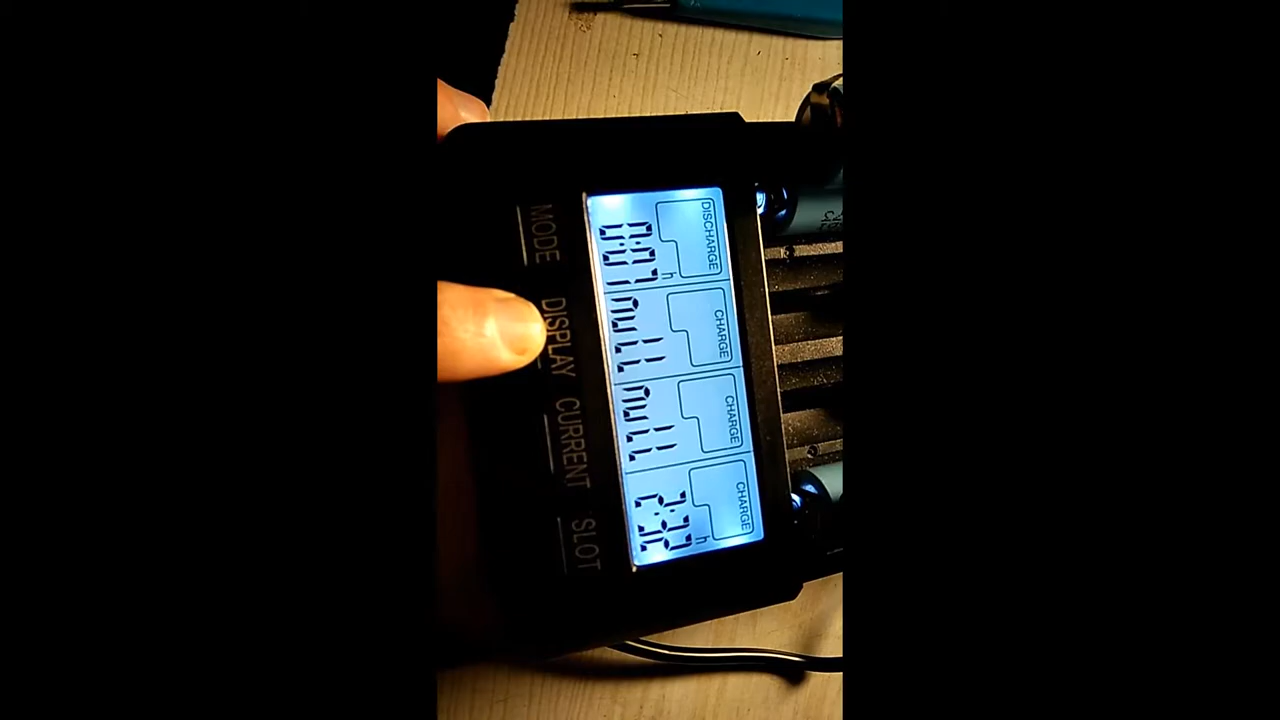 DISCHARGE CHARGE CHARGE CHARGE
0:07 h null null 2:32 h
MODE DISPLAY CURRENT SLOT